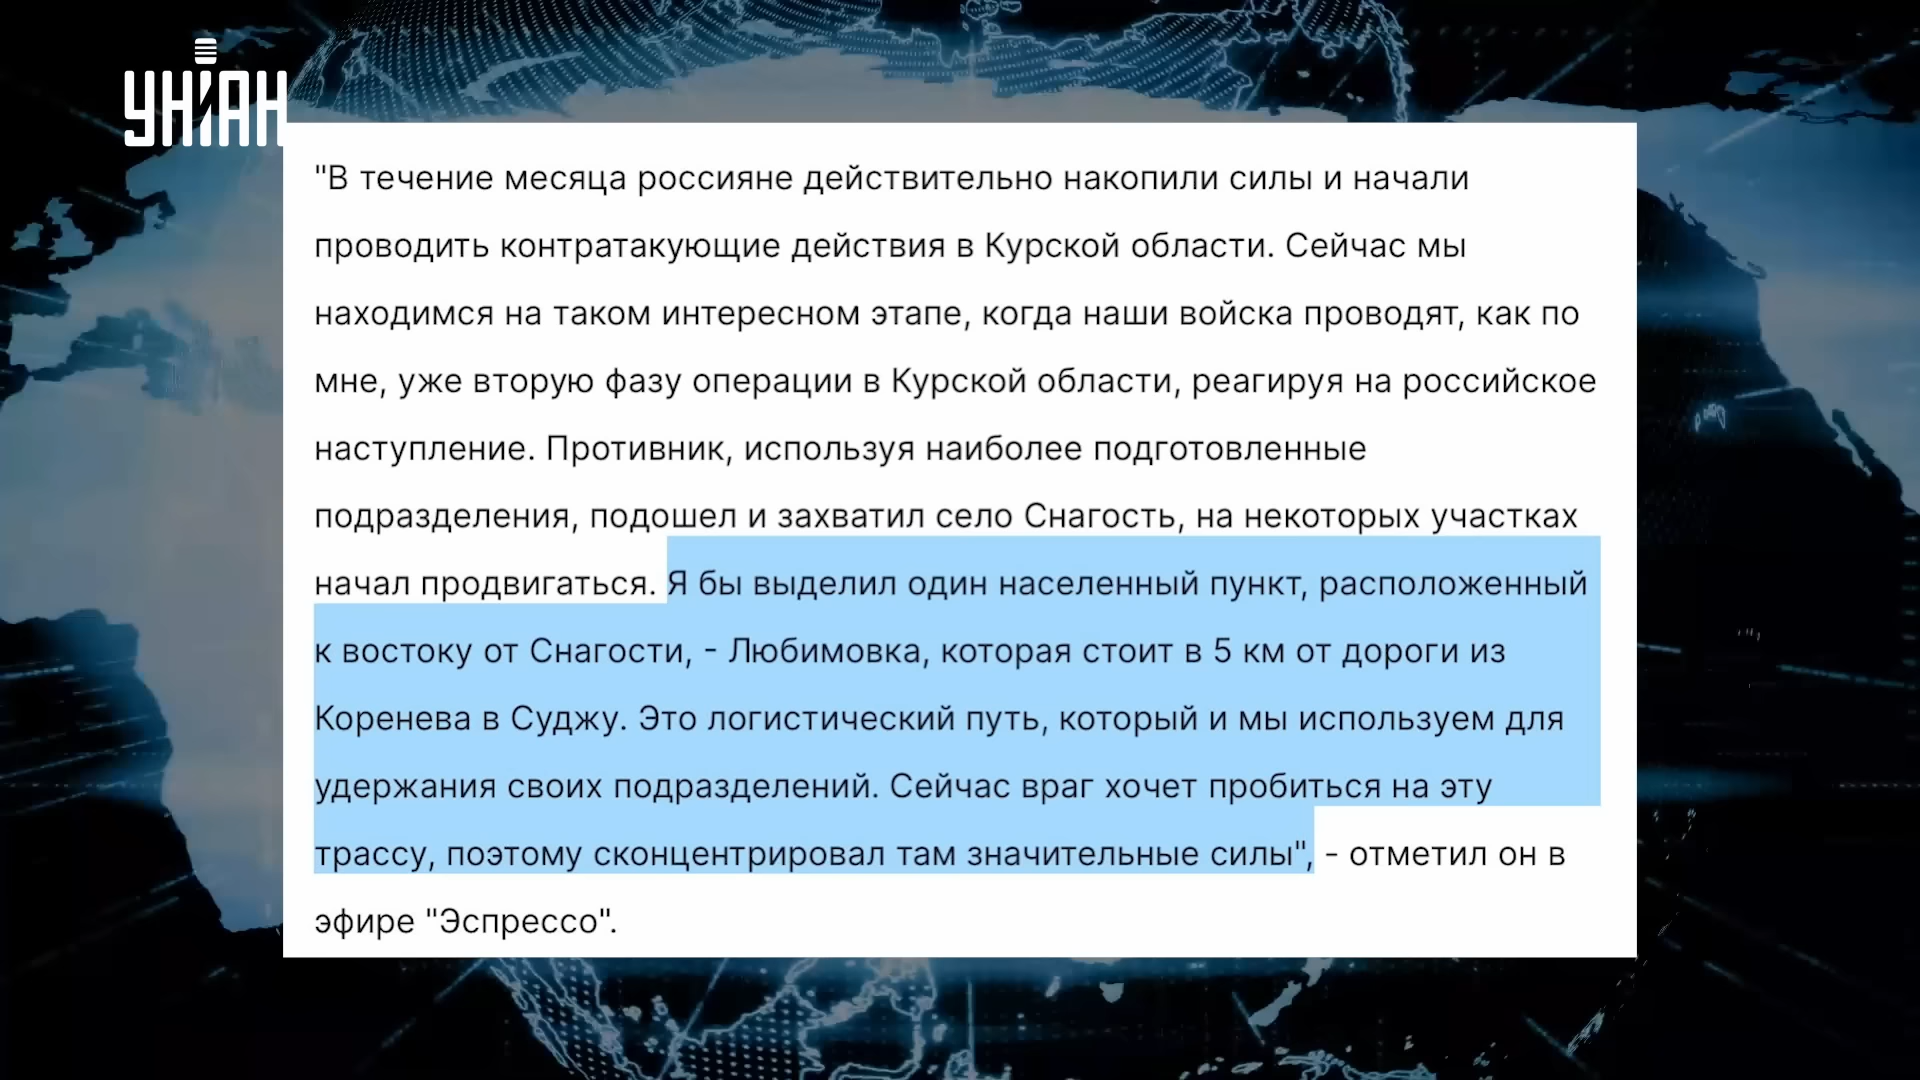 УНІАН
"В течение месяца россияне действительно накопили силы и начали
проводить контратакующие действия в Курской области. Сейчас мы
находимся на таком интересном этапе, когда наши войска проводят, как по
мне, уже вторую фазу операции в Курской области, реагируя на российское
наступление. Противник, используя наиболее подготовленные
подразделения, подошел и захватил село Снагость, на некоторых участках
начал продвигаться. Я бы выделил один населенный пункт, расположенный
к востоку от Снагости, - Любимовка, которая стоит в 5 км от дороги из
Коренева в Суджу. Это логистический путь, который и мы используем для
удержания своих подразделений. Сейчас враг хочет пробиться на эту
трассу, поэтому сконцентрировал там значительные силы", - отметил он в
эфире "Эспрессо".